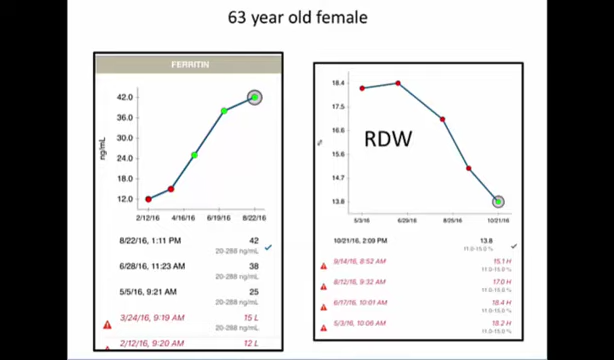 63 year old female
FERRITIN
42.0
36.0
30.0
24.0
18.0
12.0
ng/mL
2/12/16 4/16/16 6/19/16 8/22/16
8/22/16, 1:11 PM 42
20-288 ng/mL
6/28/16, 11:23 AM 38
20-288 ng/mL
5/5/16, 9:21 AM 25
20-288 ng/mL
3/24/16, 9:19 AM 15 L
20-288 ng/mL
2/12/16, 9:20 AM 12 L
18.4
17.5
16.6
15.6
14.7
13.8
%
RDW
5/3/16 6/29/16 8/25/16 10/21/16
10/21/16, 2:09 PM 13.8
11.0-15.0 %
9/14/16, 8:52 AM 15.1 H
11.0-15.0 %
8/12/16, 9:32 AM 17.0 H
11.0-15.0 %
6/17/16, 10:01 AM 18.4 H
11.0-15.0 %
5/3/16, 10:06 AM 18.2 H
11.0-15.0 %